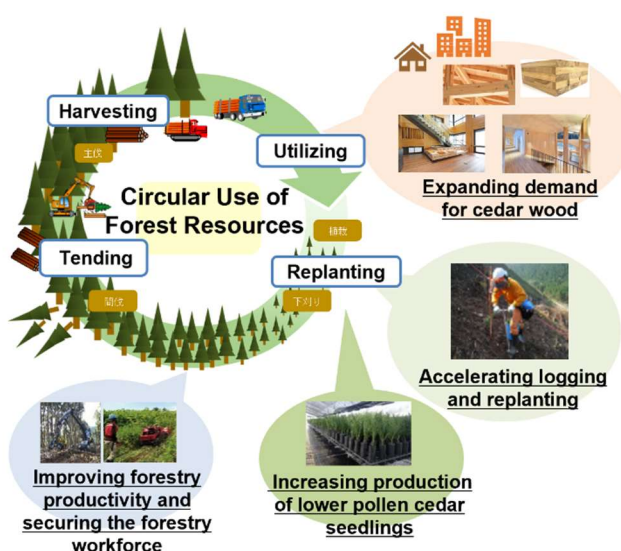 Harvesting
主伐
Utilizing
Circular Use of
Forest Resources
植栽
Tending
Replanting
間伐
下刈り
Expanding demand
for cedar wood
Accelerating logging
and replanting
Increasing production
of lower pollen cedar
seedlings
Improving forestry
productivity and
securing the forestry
workforce